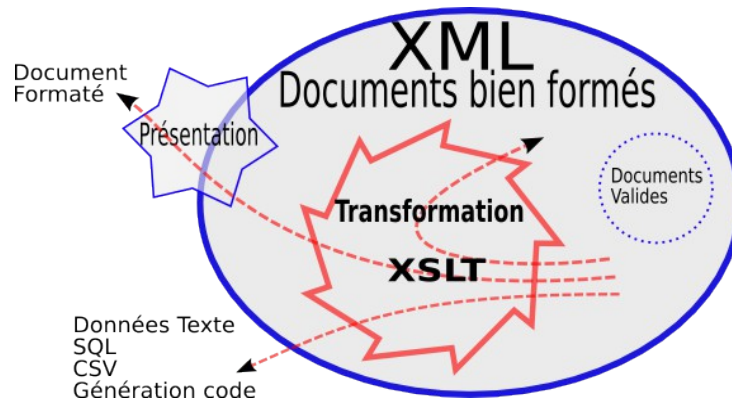 XML
Documents bien formés
Document
Formaté
Présentation
Documents
Valides
Transformation
XSLT
Données Texte
SQL
CSV
Génération code